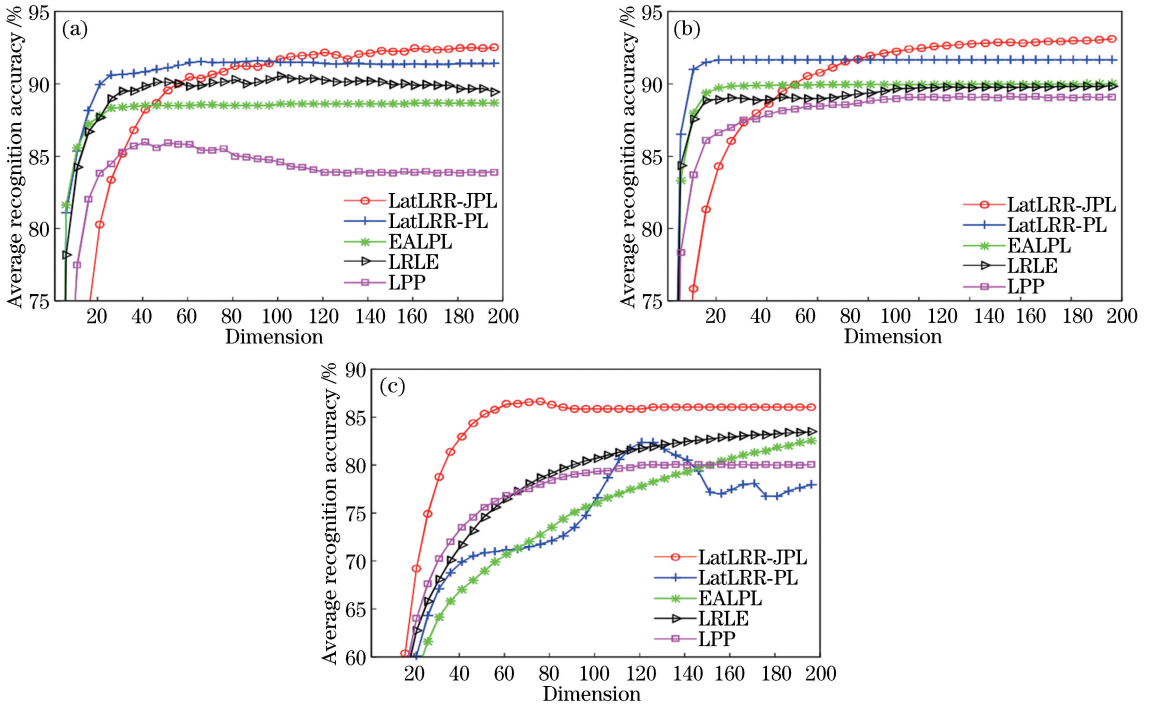 (a)
Average recognition accuracy /%
95
90
85
80
75
LatLRR-JPL
LatLRR-PL
EALPL
LRLE
LPP
20 40 60 80 100 120 140 160 180 200
Dimension
(b)
Average recognition accuracy /%
95
90
85
80
75
LatLRR-JPL
LatLRR-PL
EALPL
LRLE
LPP
20 40 60 80 100 120 140 160 180 200
Dimension
(c)
Average recognition accuracy /%
90
85
80
75
70
65
60
LatLRR-JPL
LatLRR-PL
EALPL
LRLE
LPP
20 40 60 80 100 120 140 160 180 200
Dimension